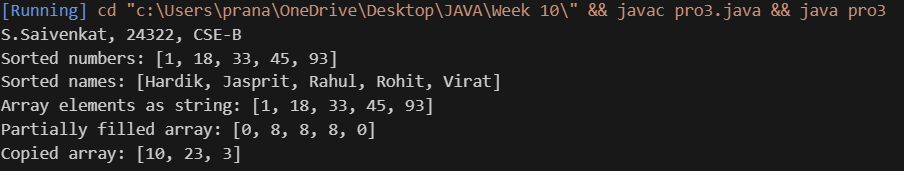 [Running] cd "c:\Users\prana\OneDrive\Desktop\JAVA\Week 10\" && javac pro3.java && java pro3
S.Saivenkat, 24322, CSE-B
Sorted numbers: [1, 18, 33, 45, 93]
Sorted names: [Hardik, Jasprit, Rahul, Rohit, Virat]
Array elements as string: [1, 18, 33, 45, 93]
Partially filled array: [0, 8, 8, 8, 0]
Copied array: [10, 23, 3]